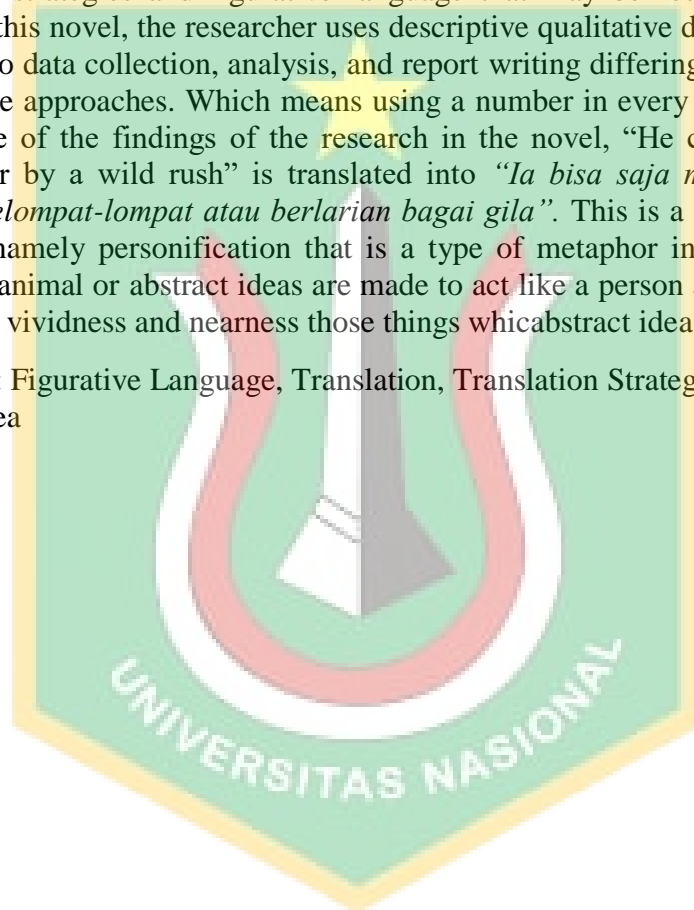 this novel, the researcher uses descriptive qualitative d
o data collection, analysis, and report writing differing
e approaches. Which means using a number in every
e of the findings of the research in the novel, “He c
r by a wild rush” is translated into “Ia bisa saja m
elompat-lompat atau berlarian bagai gila”. This is a
namely personification that is a type of metaphor in
animal or abstract ideas are made to act like a person
vividness and nearness those things whicabstract idea
: Figurative Language, Translation, Translation Strateg
ea
UNIVERSITAS NASIONAL